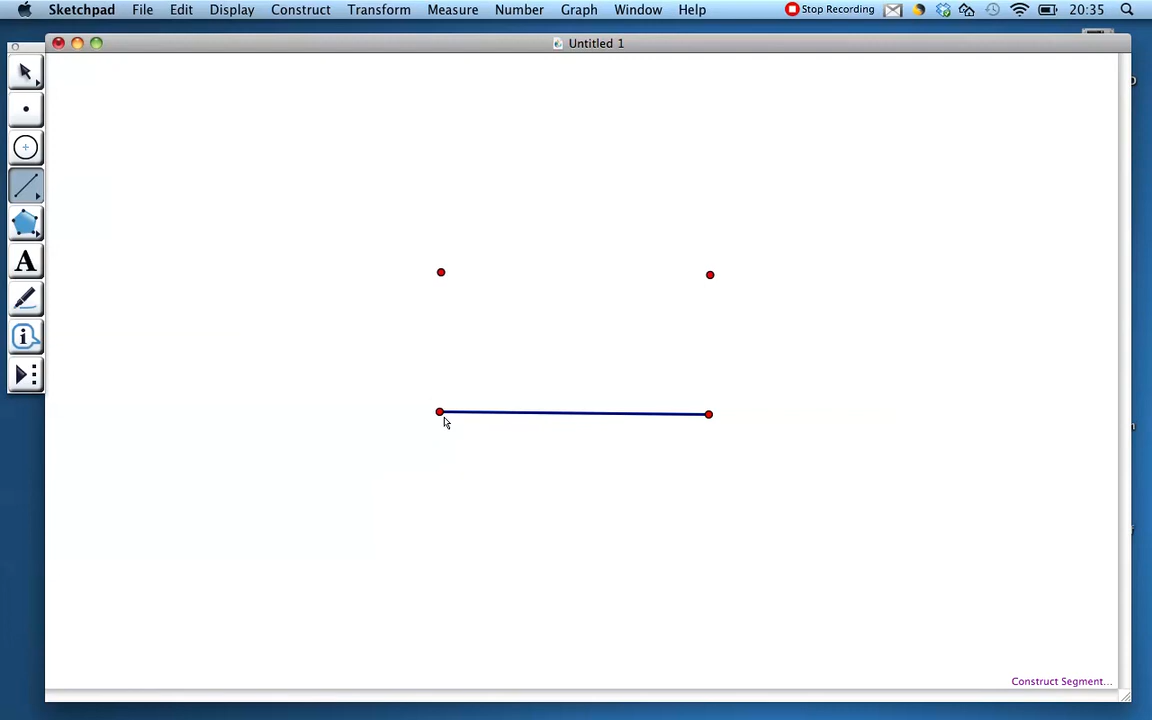 Sketchpad File Edit Display Construct Transform Measure Number Graph Window Help Stop Recording 20:35
Untitled 1
A
Construct Segment...